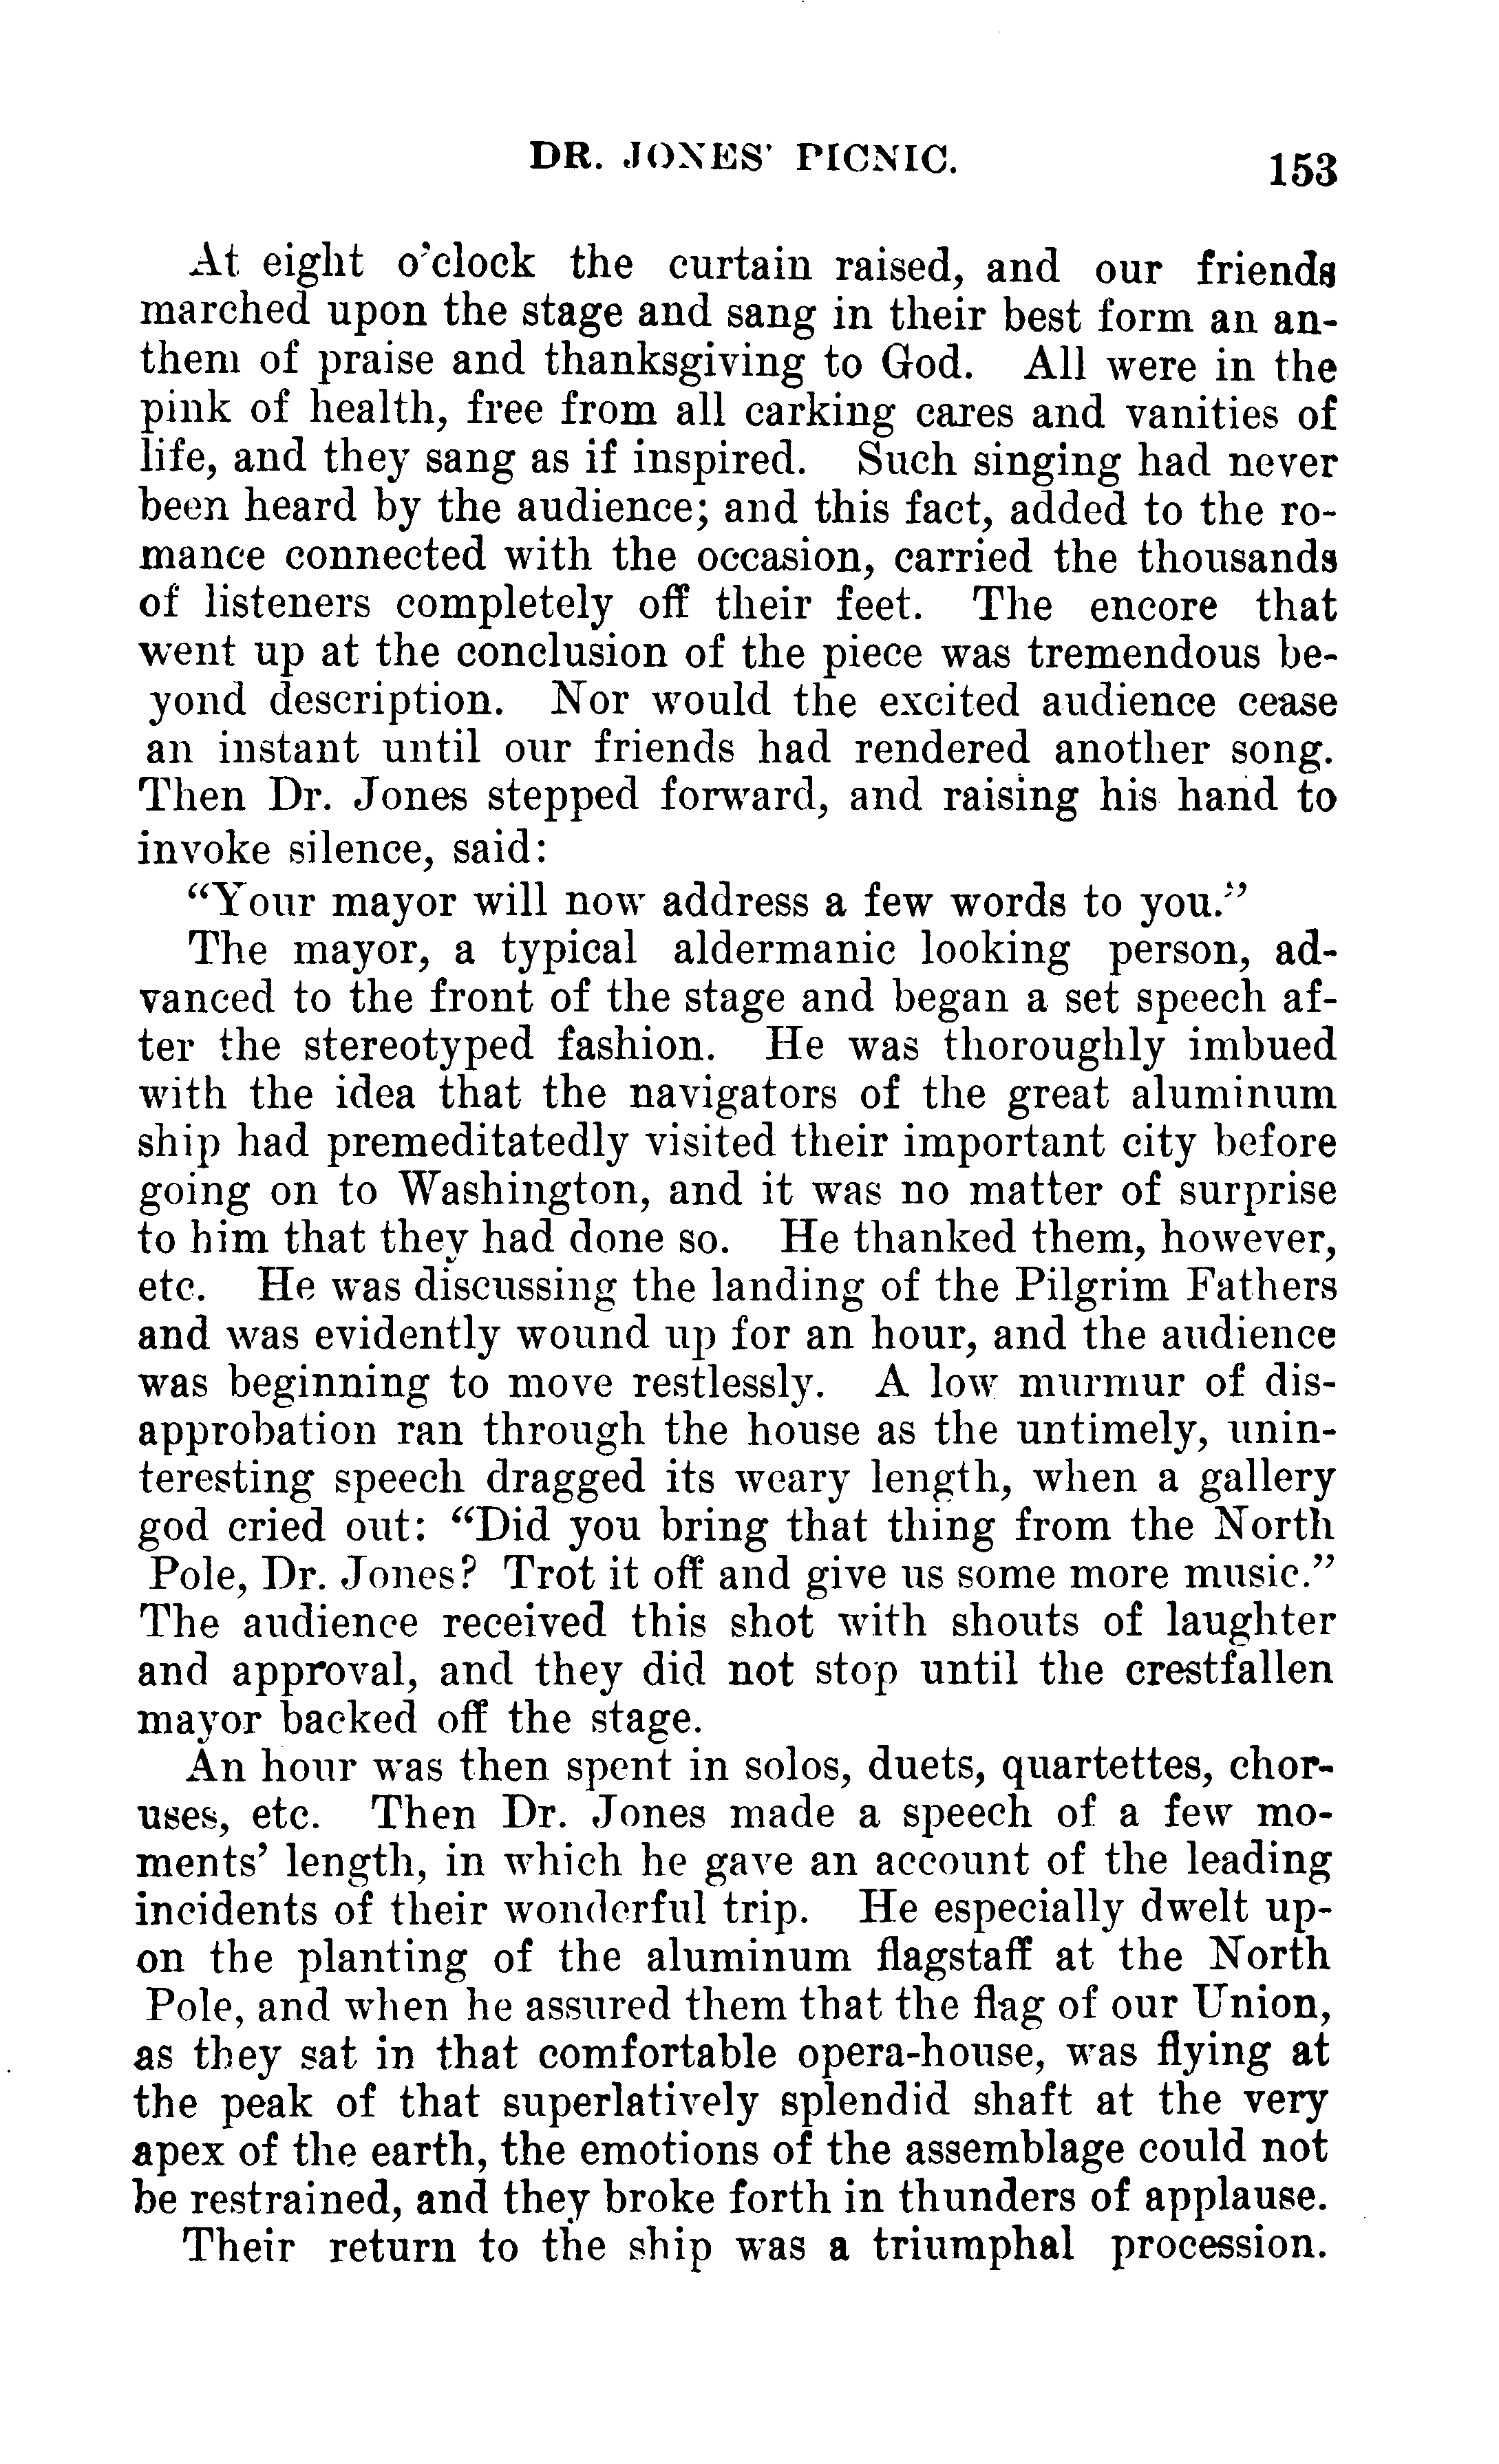 DR. JONES' PICNIC. 153
At eight o'clock the curtain raised, and our friends
marched upon the stage and sang in their best form an an-
them of praise and thanksgiving to God. All were in the
pink of health, free from all carking cares and vanities of
life, and they sang as if inspired. Such singing had never
been heard by the audience; and this fact, added to the ro-
mance connected with the occasion, carried the thousands
of listeners completely off their feet. The encore that
went up at the conclusion of the piece was tremendous be-
yond description. Nor would the excited audience cease
an instant until our friends had rendered another song.
Then Dr. Jones stepped forward, and raising his hand to
invoke silence, said:
"Your mayor will now address a few words to you."
The mayor, a typical aldermanic looking person, ad-
vanced to the front of the stage and began a set speech af-
ter the stereotyped fashion. He was thoroughly imbued
with the idea that the navigators of the great aluminum
ship had premeditatedly visited their important city before
going on to Washington, and it was no matter of surprise
to him that they had done so. He thanked them, however,
etc. He was discussing the landing of the Pilgrim Fathers
and was evidently wound up for an hour, and the audience
was beginning to move restlessly. A low murmur of dis-
approbation ran through the house as the untimely, unin-
teresting speech dragged its weary length, when a gallery
god cried out: "Did you bring that thing from the North
Pole, Dr. Jones? Trot it off and give us some more music."
The audience received this shot with shouts of laughter
and approval, and they did not stop until the crestfallen
mayor backed off the stage.
An hour was then spent in solos, duets, quartettes, chor-
uses, etc. Then Dr. Jones made a speech of a few mo-
ments' length, in which he gave an account of the leading
incidents of their wonderful trip. He especially dwelt up-
on the planting of the aluminum flagstaff at the North
Pole, and when he assured them that the flag of our Union,
as they sat in that comfortable opera-house, was flying at
the peak of that superlatively splendid shaft at the very
apex of the earth, the emotions of the assemblage could not
be restrained, and they broke forth in thunders of applause.
Their return to the ship was a triumphal procession.